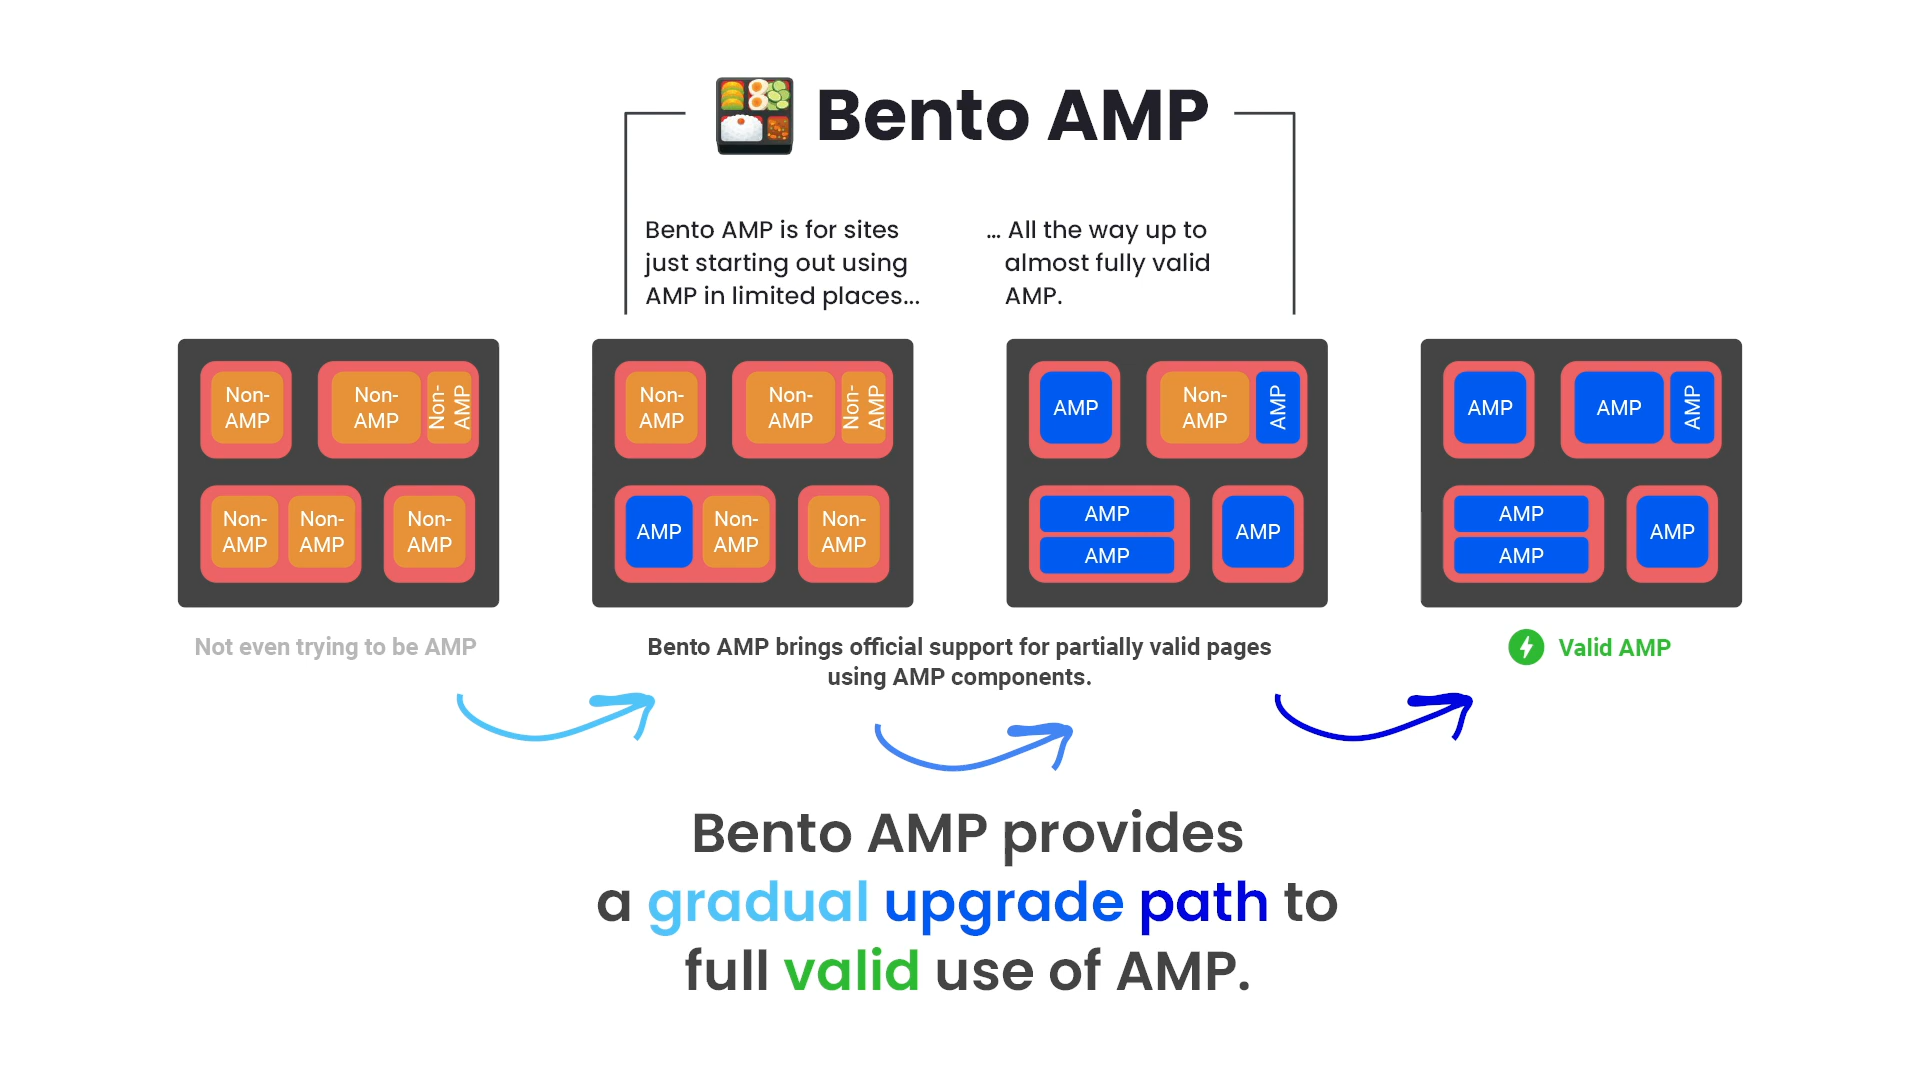 Bento AMP
Bento AMP is for sites
just starting out using
AMP in limited places...
... All the way up to
almost fully valid
AMP.
Non-
AMP
Non-
AMP
Non-
AMP
Non-
AMP
Non-
AMP
Non-
AMP
Non-
AMP
Non-
AMP
Non-
AMP
AMP
Non-
AMP
Non-
AMP
AMP
Non-
AMP
AMP
AMP
AMP
AMP
AMP
AMP
AMP
AMP
AMP
AMP
Not even trying to be AMP
Bento AMP brings official support for partially valid pages
using AMP components.
Valid AMP
Bento AMP provides
a gradual upgrade path to
full valid use of AMP.